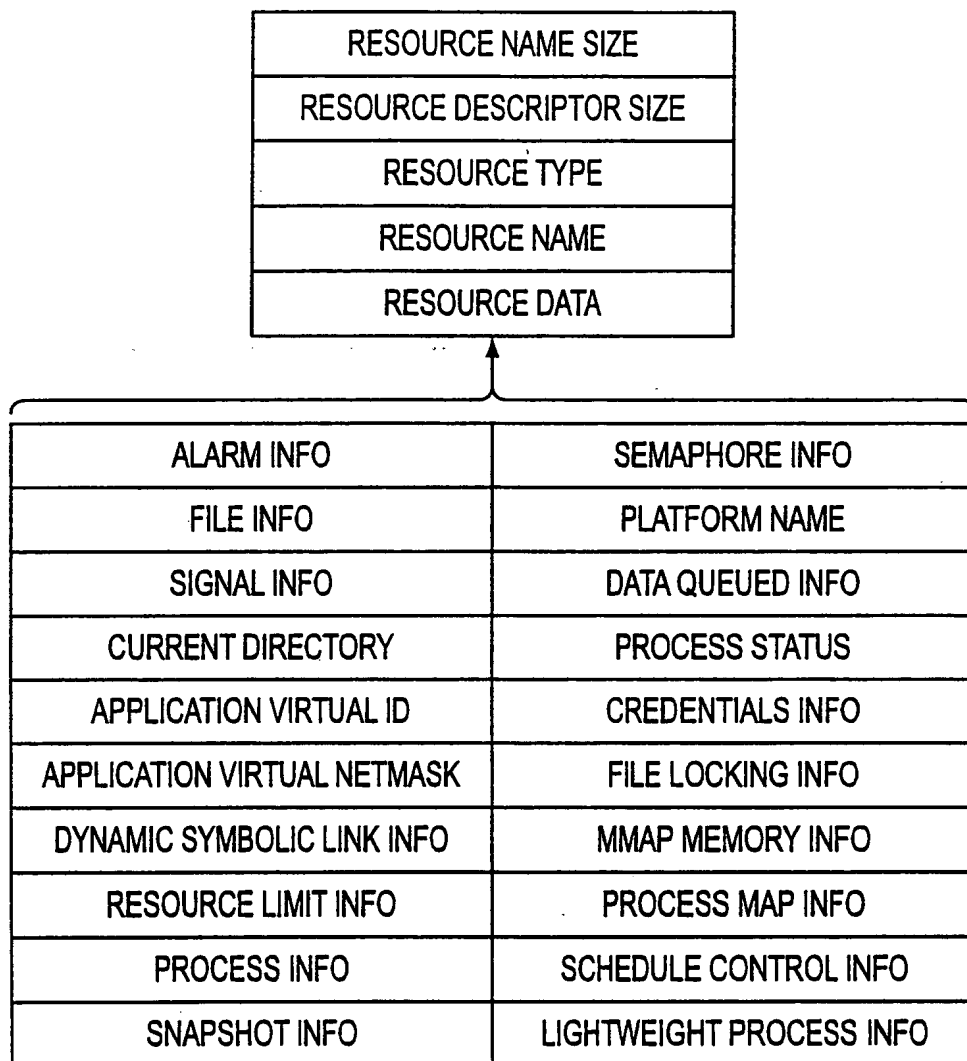 RESOURCE NAME SIZE
RESOURCE DESCRIPTOR SIZE
RESOURCE TYPE
RESOURCE NAME
RESOURCE DATA
ALARM INFO SEMAPHORE INFO
FILE INFO PLATFORM NAME
SIGNAL INFO DATA QUEUED INFO
CURRENT DIRECTORY PROCESS STATUS
APPLICATION VIRTUAL ID CREDENTIALS INFO
APPLICATION VIRTUAL NETMASK FILE LOCKING INFO
DYNAMIC SYMBOLIC LINK INFO MMAP MEMORY INFO
RESOURCE LIMIT INFO PROCESS MAP INFO
PROCESS INFO SCHEDULE CONTROL INFO
SNAPSHOT INFO LIGHTWEIGHT PROCESS INFO